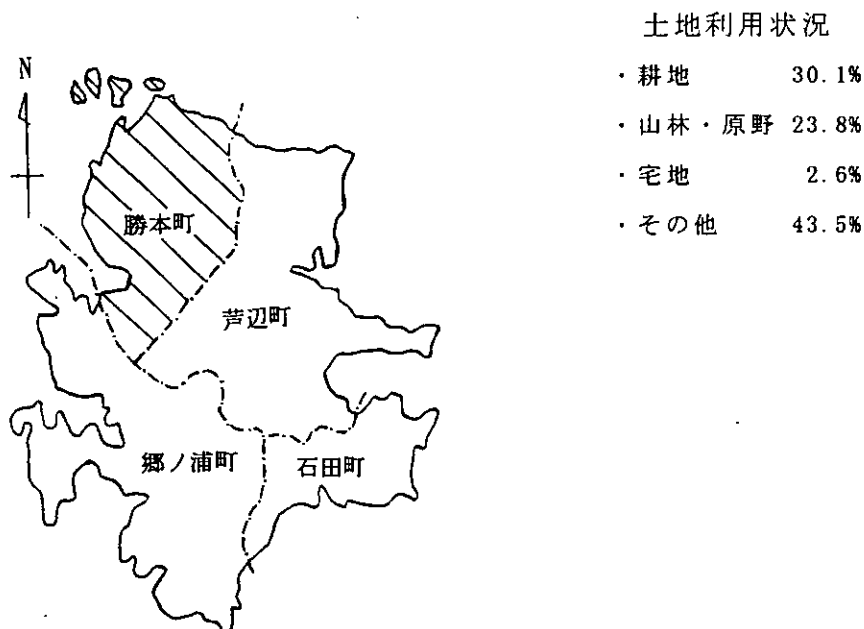 土地利用状況
・耕地 30.1%
・山林・原野 23.8%
・宅地 2.6%
・その他 43.5%
N
勝本町
芦辺町
郷ノ浦町
石田町